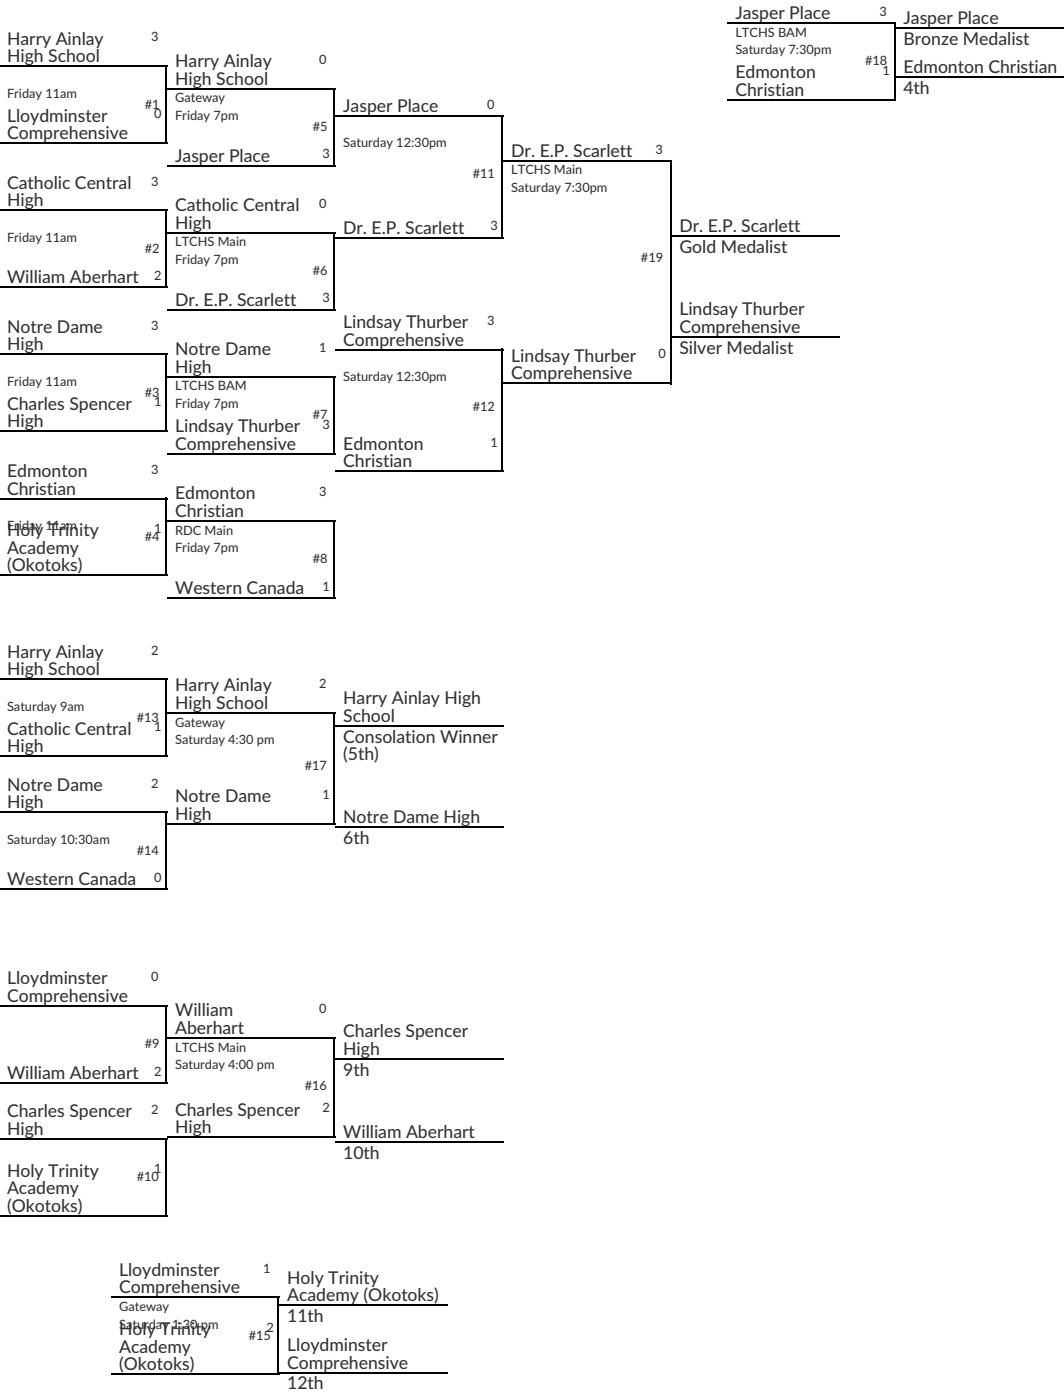 Jasper Place 3
LTCHS BAM
Saturday 7:30pm
#18
Edmonton 1
Christian
Jasper Place
Bronze Medalist
Edmonton Christian
4th
Harry Ainlay 3
High School
Friday 11am
#1
Lloydminster 0
Comprehensive
Catholic Central 3
High
Friday 11am
#2
William Aberhart 2
Notre Dame 3
High
Friday 11am
#3
Charles Spencer 1
High
Edmonton 3
Christian
Friday 11am
#4
Holy Trinity 1
Academy
(Okotoks)
Harry Ainlay 0
High School
Gateway
Friday 7pm
#5
Jasper Place 3
Catholic Central 0
High
LTCHS Main
Friday 7pm
#6
Dr. E.P. Scarlett 3
Notre Dame 1
High
LTCHS BAM
Friday 7pm
#7
Lindsay Thurber 3
Comprehensive
Edmonton 3
Christian
RDC Main
Friday 7pm
#8
Western Canada 1
Jasper Place 0
Saturday 12:30pm
#11
Dr. E.P. Scarlett 3
Lindsay Thurber 3
Comprehensive
Saturday 12:30pm
#12
Edmonton 1
Christian
Dr. E.P. Scarlett 3
LTCHS Main
Saturday 7:30pm
#19
Lindsay Thurber 0
Comprehensive
Dr. E.P. Scarlett
Gold Medalist
Lindsay Thurber
Comprehensive
Silver Medalist
Harry Ainlay 2
High School
Saturday 9am
#13
Catholic Central 1
High
Notre Dame 2
High
Saturday 10:30am
#14
Western Canada 0
Harry Ainlay 2
High School
Gateway
Saturday 4:30 pm
#17
Notre Dame 1
High
Harry Ainlay High
School
Consolation Winner
(5th)
Notre Dame High
6th
Lloydminster 0
Comprehensive
#9
William Aberhart 2
Charles Spencer 2
High
#10
Holy Trinity 1
Academy
(Okotoks)
William 0
Aberhart
LTCHS Main
Saturday 4:00 pm
#16
Charles Spencer 2
High
Charles Spencer
High
9th
William Aberhart
10th
Lloydminster 1
Comprehensive
Gateway
Saturday 1:30 pm
#15
Holy Trinity 2
Academy
(Okotoks)
Holy Trinity
Academy (Okotoks)
11th
Lloydminster
Comprehensive
12th